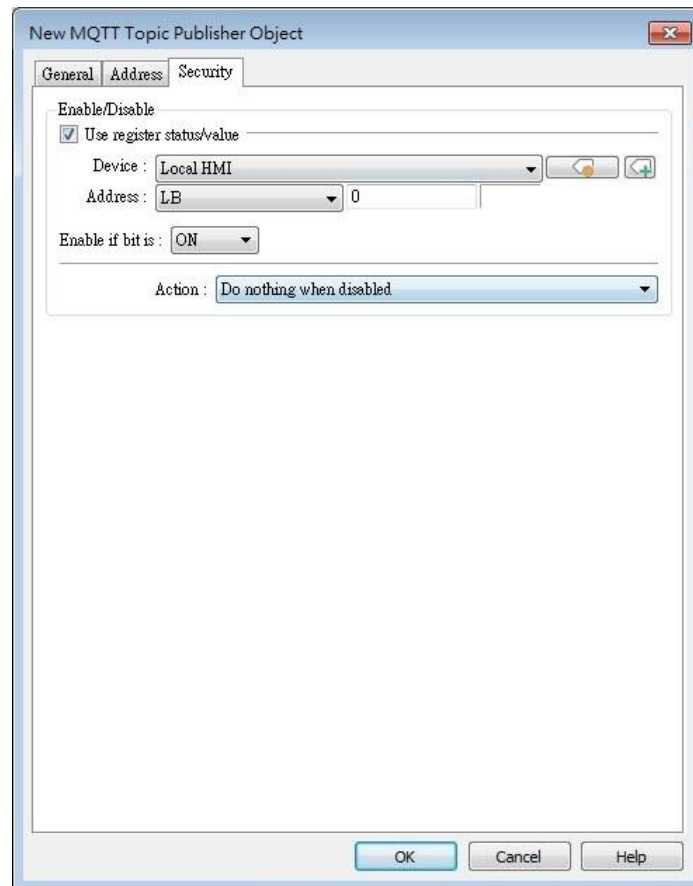 New MQTT Topic Publisher Object
General Address Security
Enable/Disable
Use register status/value
Device : Local HMI
Address : LB 0
Enable if bit is : ON
Action : Do nothing when disabled
OK Cancel Help